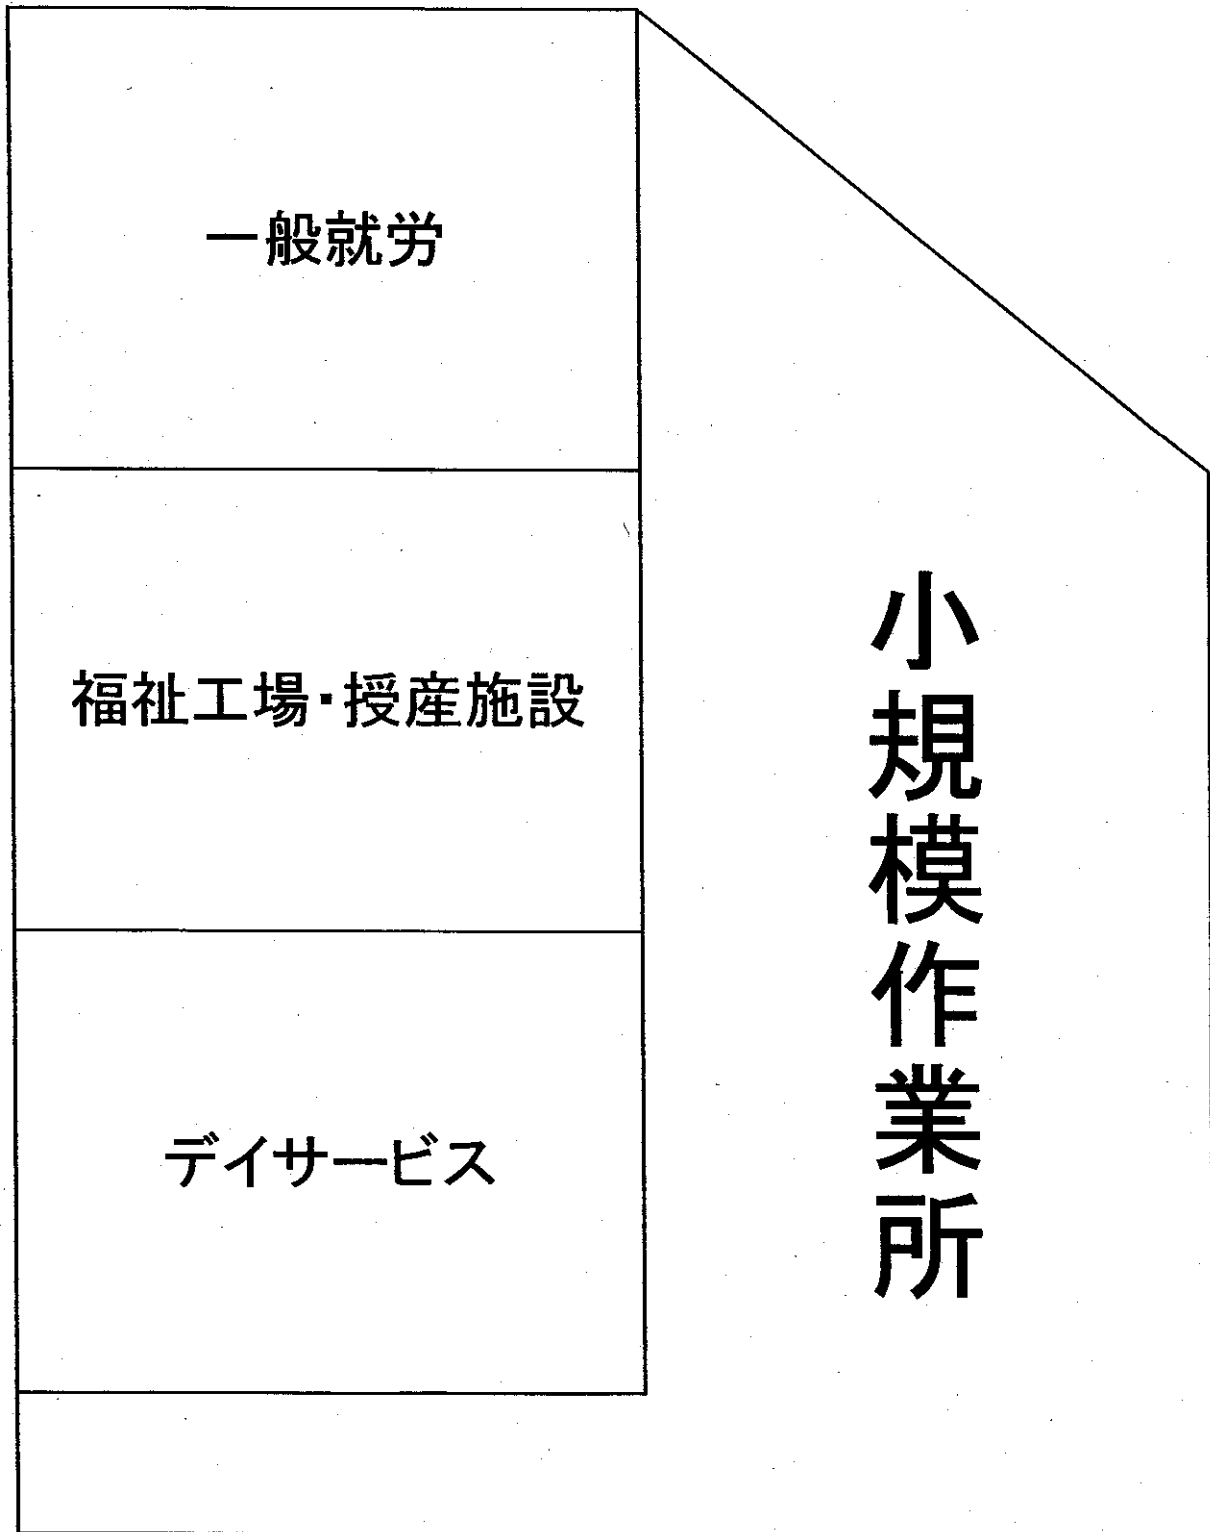 一般就労
福祉工場・授産施設
デイサービス
小規模作業所